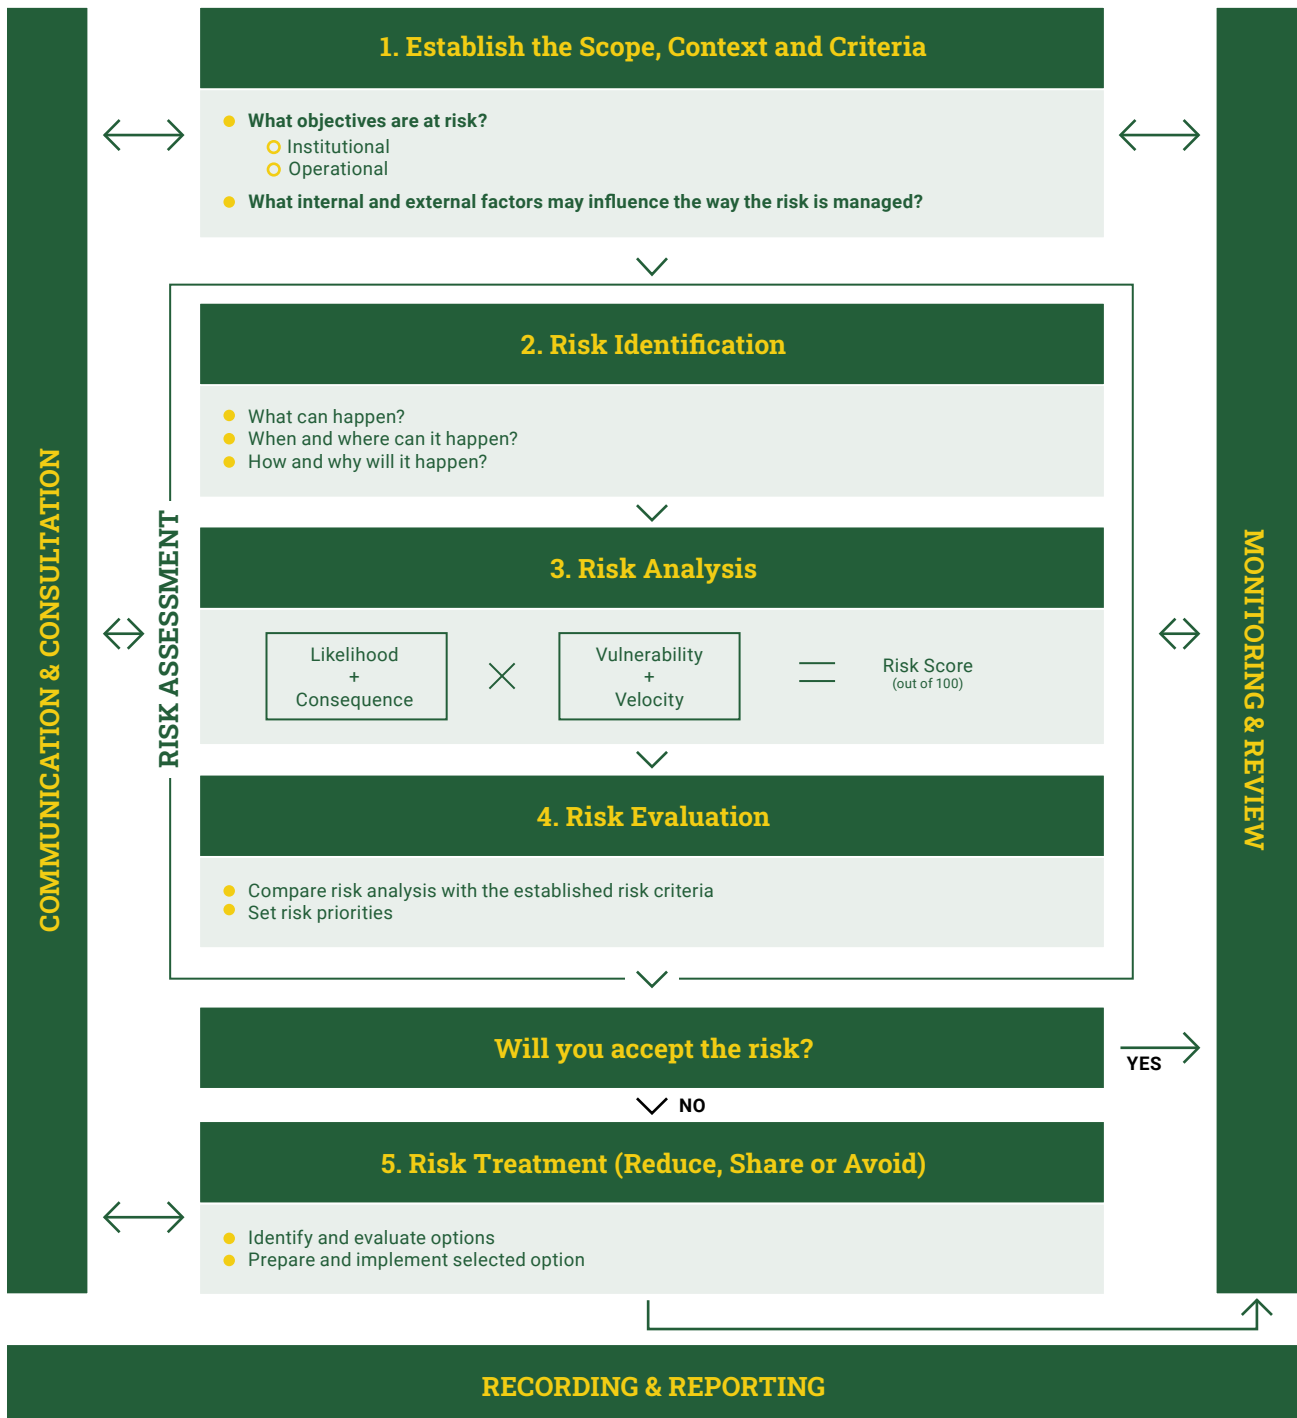 1. Establish the Scope, Context and Criteria
What objectives are at risk?
Institutional
Operational
What internal and external factors may influence the way the risk is managed?
COMMUNICATION & CONSULTATION
RISK ASSESSMENT
2. Risk Identification
What can happen?
When and where can it happen?
How and why will it happen?
3. Risk Analysis
Likelihood
+
Consequence
×
Vulnerability
+
Velocity
=
Risk Score
(out of 100)
4. Risk Evaluation
Compare risk analysis with the established risk criteria
Set risk priorities
MONITORING & REVIEW
Will you accept the risk?
YES
NO
5. Risk Treatment (Reduce, Share or Avoid)
Identify and evaluate options
Prepare and implement selected option
RECORDING & REPORTING